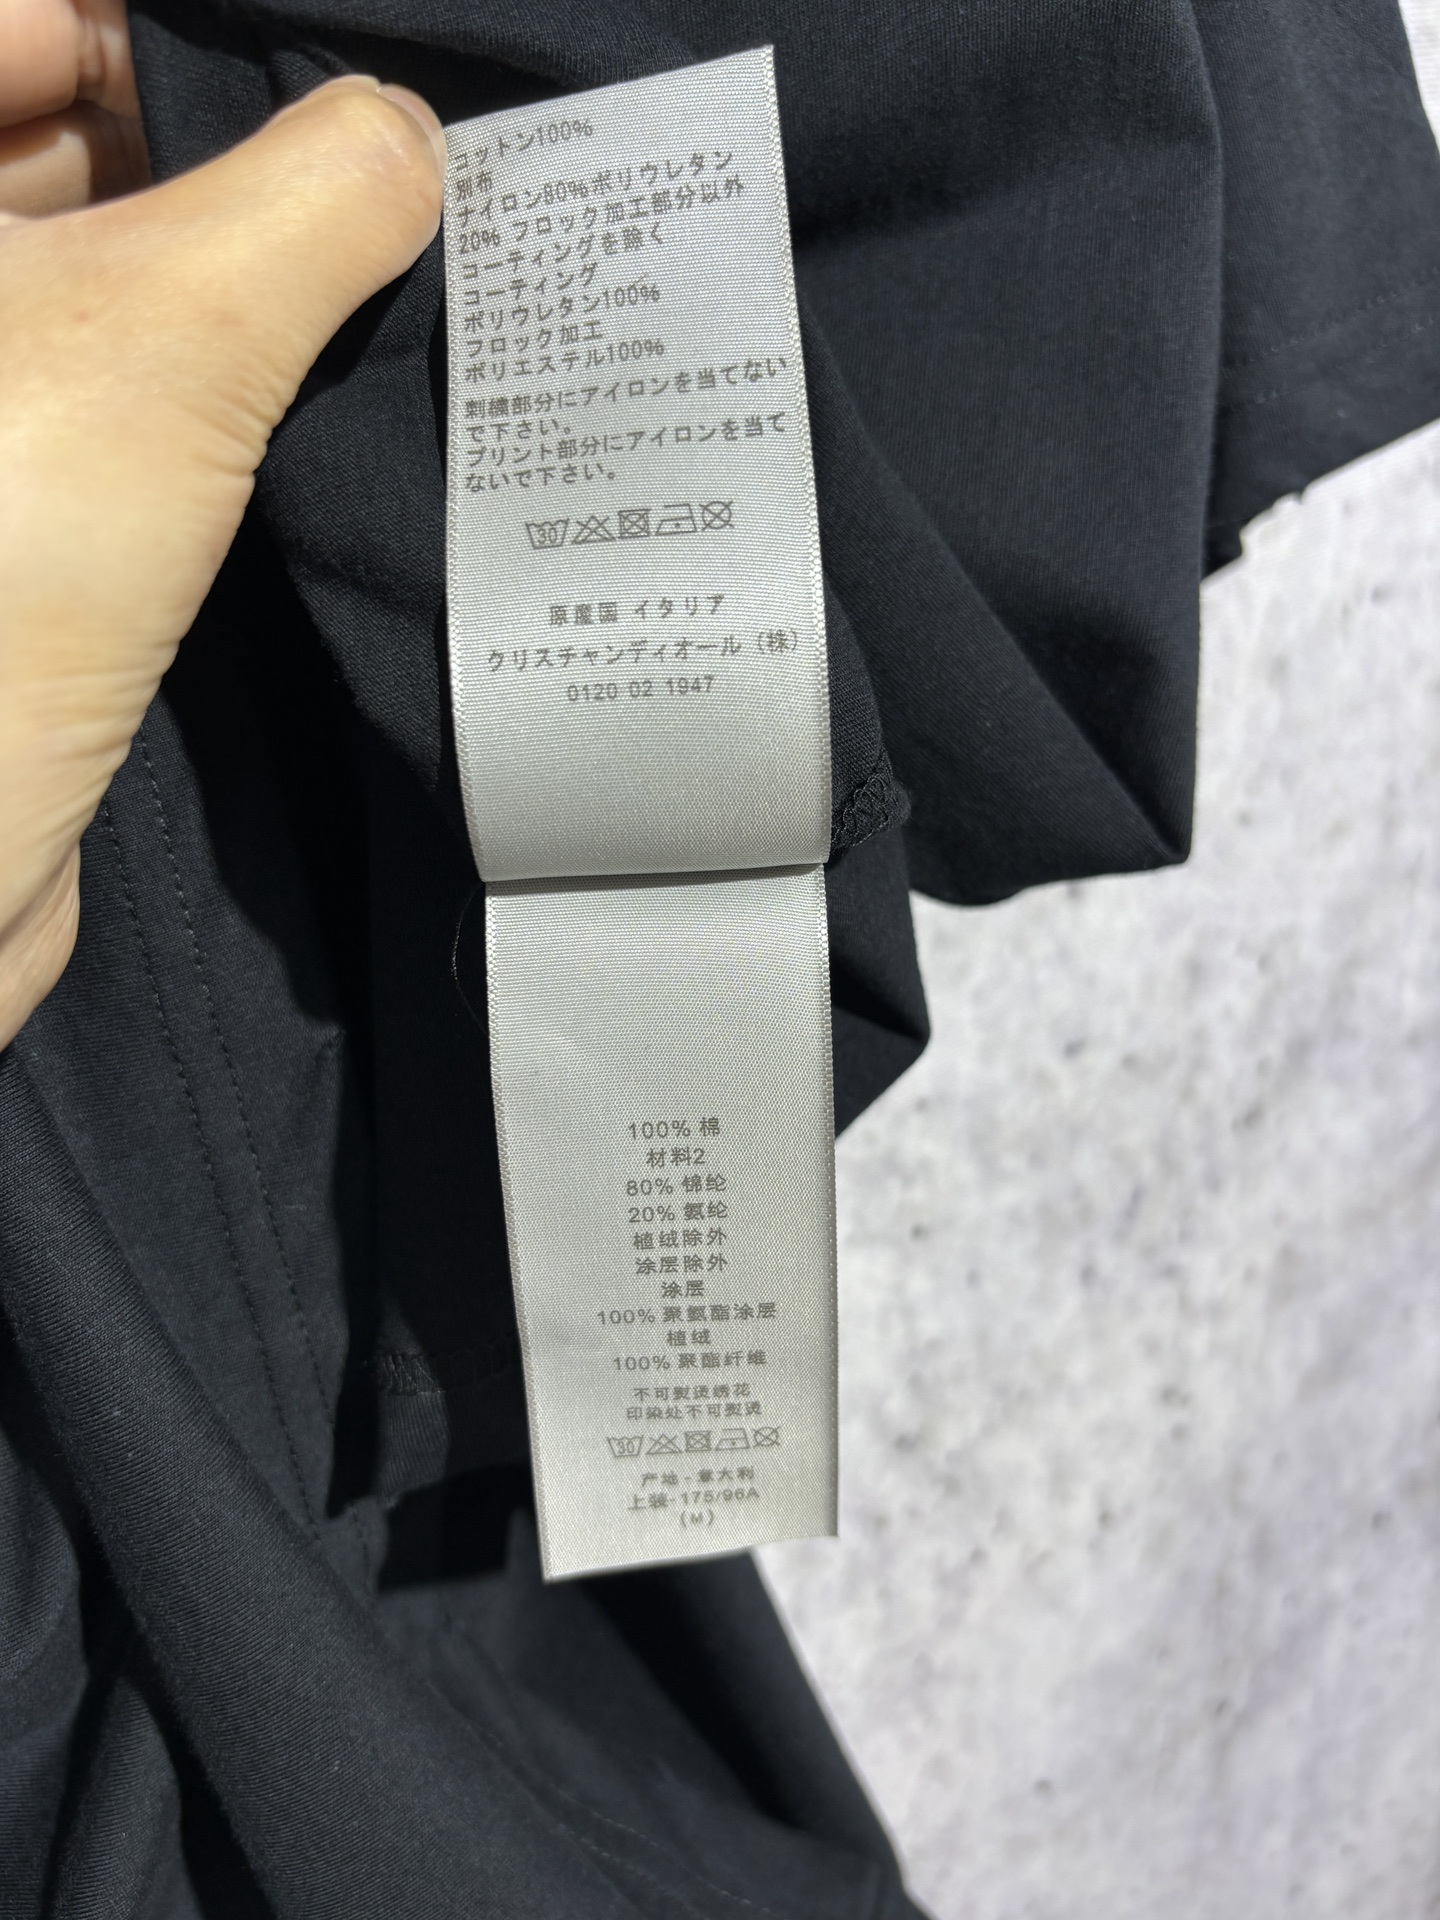 コットン100%
別布
ナイロン80%ポリウレタン
20% フロック加工部分以外
コーティングを除く
コーティング
ポリウレタン100%
フロック加工
ポリエステル100%
刺繍部分にアイロンを当てない
で下さい。
プリント部分にアイロンを当て
ないで下さい。
30
原産国 イタリア
クリスチャンディオール（株）
0120 02 1947
100% 棉
材料2
80% 锦纶
20% 氨纶
植绒除外
涂层除外
涂层
100% 聚氨酯涂层
植绒
100% 聚酯纤维
不可熨烫绣花
印染处不可熨烫
30
产地-意大利
上装-175/96A
(M)